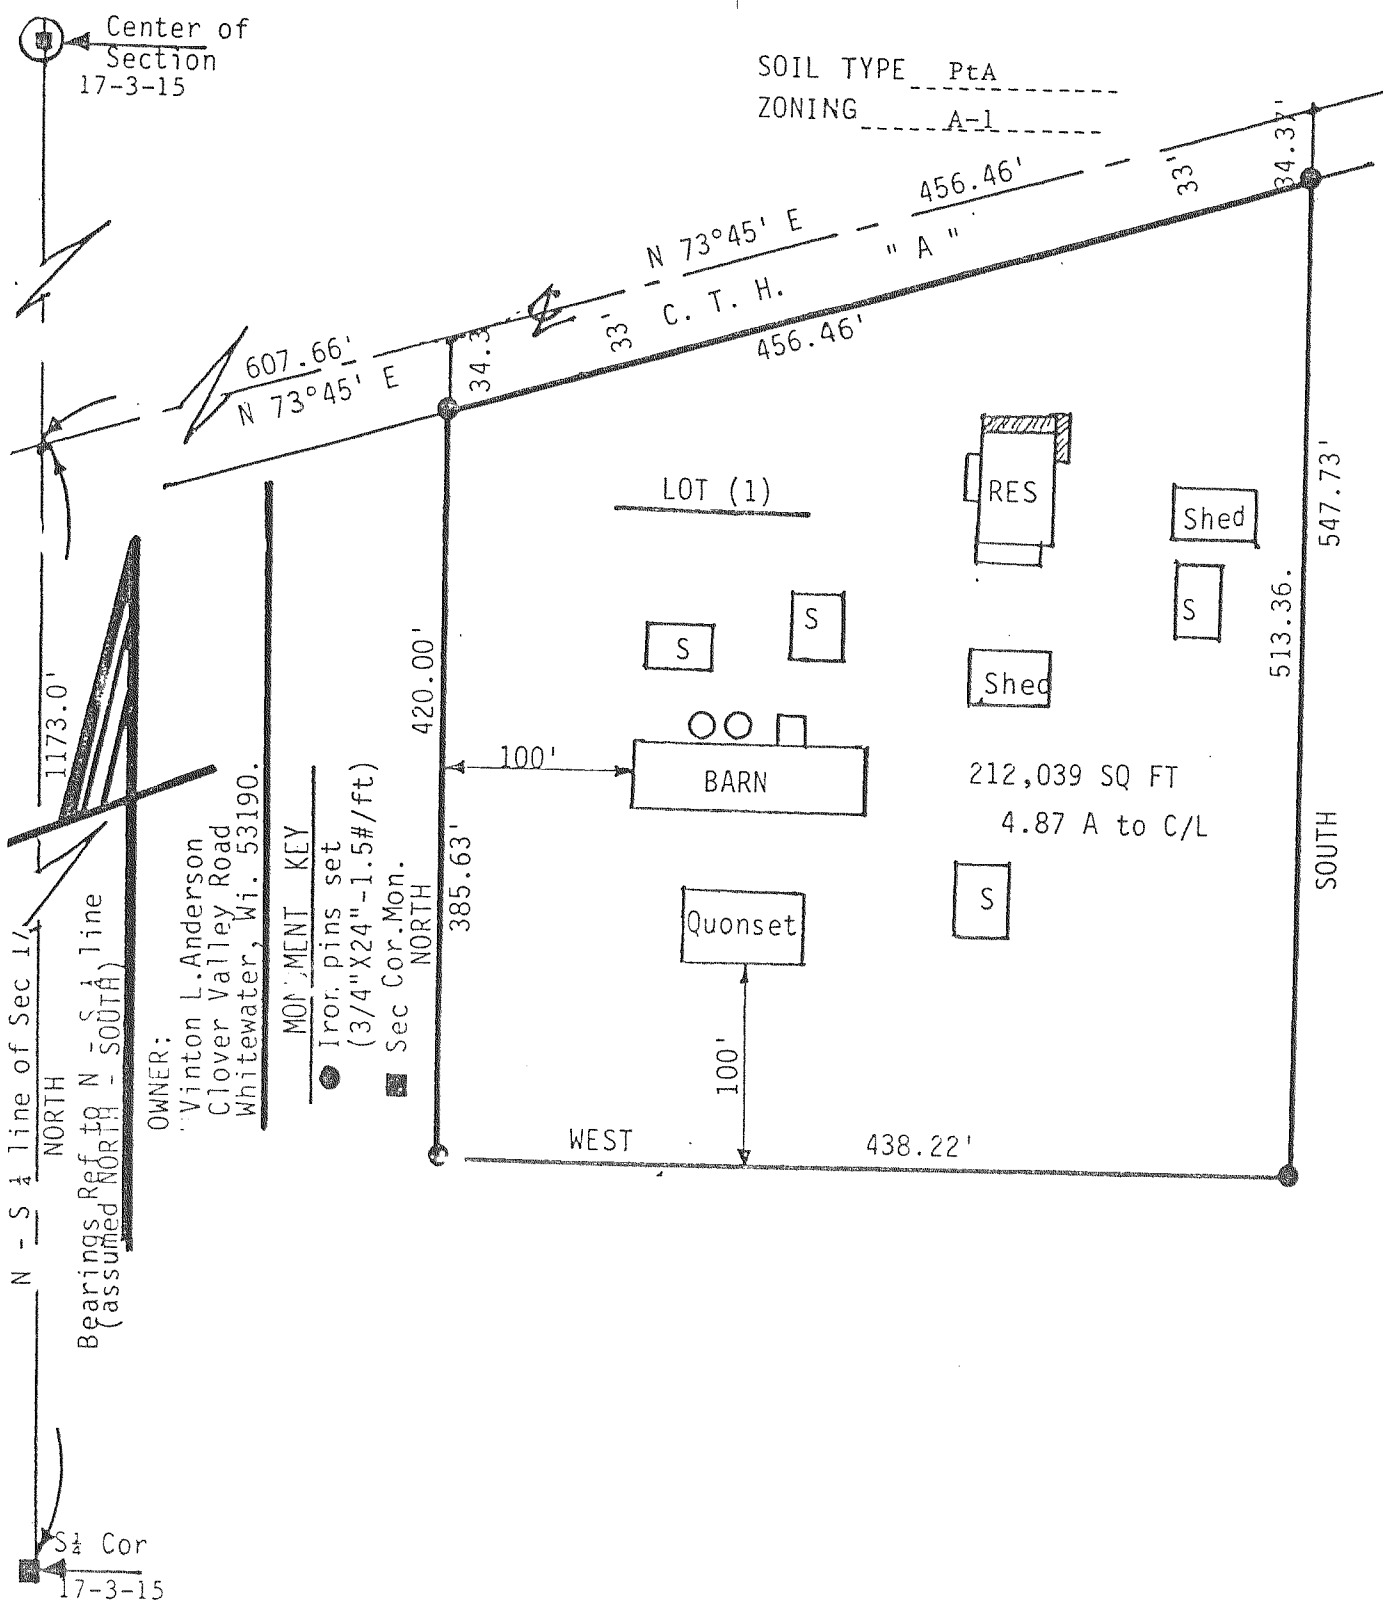 Center of
Section
17-3-15
SOIL TYPE PtA
ZONING A-1
34.37'
33'
456.46'
N 73°45' E
C. T. H. "A"
33'
456.46'
34.3
607.66'
N 73°45' E
LOT (1)
RES
Shed
S
547.73'
513.36.
SOUTH
S
S
Shed
420.00'
385.63'
NORTH
100'
BARN
212,039 SQ FT
4.87 A to C/L
Quonset
S
100'
WEST 438.22'
1173.0'
N - S ¼ line of Sec
NORTH
Bearings Ref to N - S ¼ line
(assumed NORTH - SOUTH)
OWNER:
Vinton L.Anderson
Clover Valley Road
Whitewater, Wi. 53190.
KEY
Iron pins set
(3/4"X24"-1.5#/ft)
Sec Cor.Mon.
S¼ Cor
17-3-15